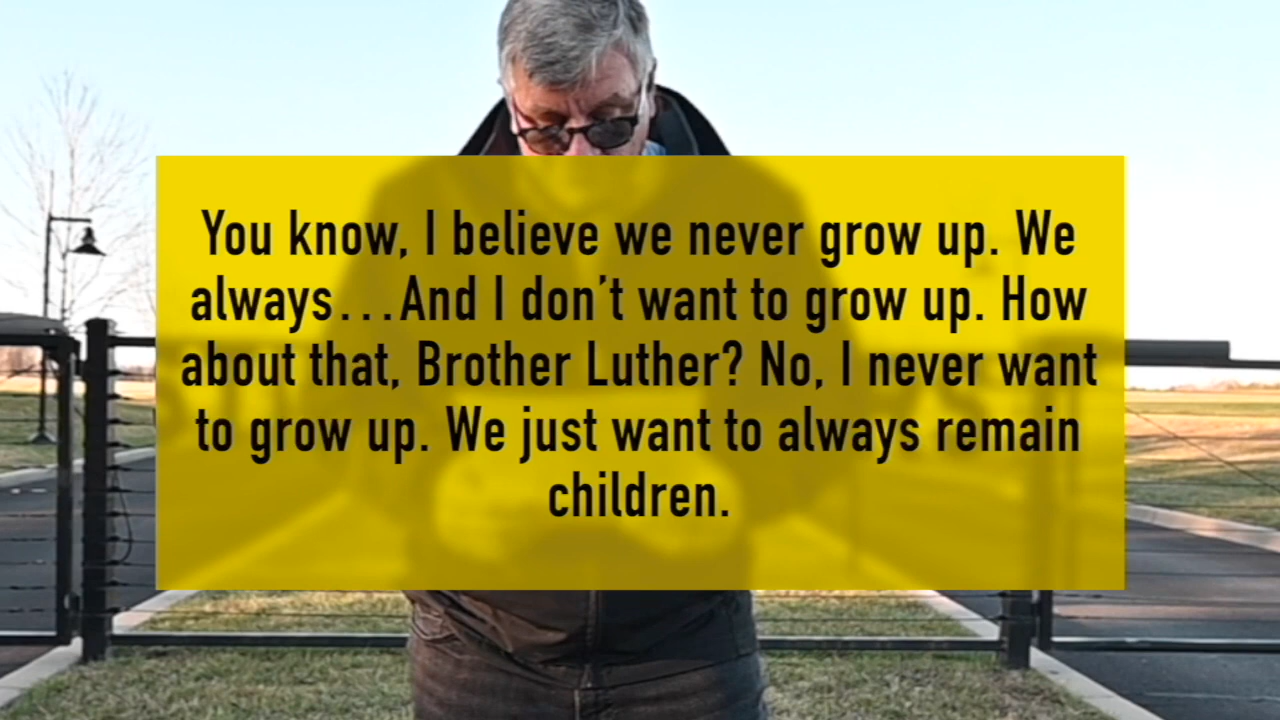 You know, I believe we never grow up. We
always...And I don't want to grow up. How
about that, Brother Luther? No, I never want
to grow up. We just want to always remain
children.